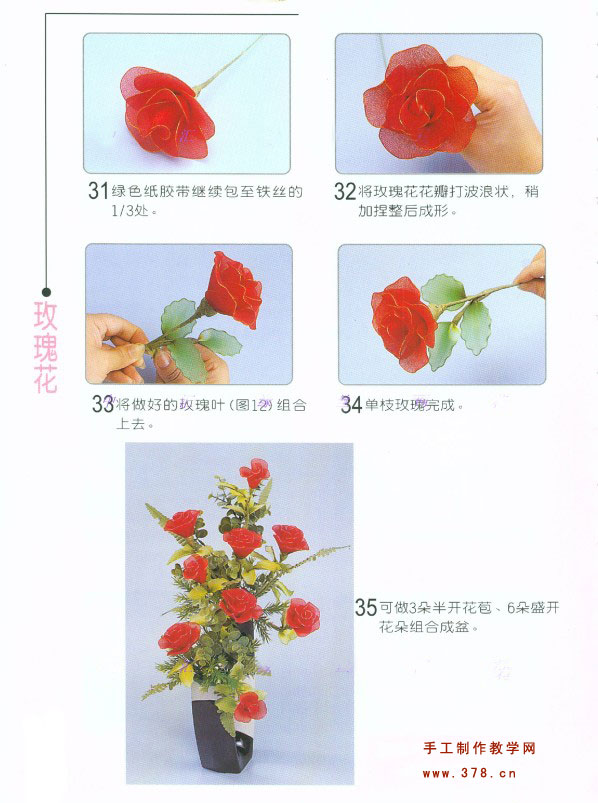 31 绿色纸胶带继续包至铁丝的
1/3处。
32 将玫瑰花花瓣打波浪状，稍
加捏整后成形。
玫瑰花
33 将做好的玫瑰叶(图12)组合
上去。
34 单枝玫瑰完成。
35 可做3朵半开花苞、6朵盛开
花朵组合成盆。
手工制作教学网
www.378.cn